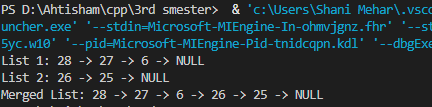 PS D:\Ahtisham\cpp\3rd smester>  & 'c:\Users\Shani Mehar\.vsc
uncher.exe' '--stdin=Microsoft-MIEngine-In-ohmvjgnz.fhr' '--st
5yc.w10' '--pid=Microsoft-MIEngine-Pid-tnidcqpn.kdl' '--dbgExe
List 1: 28 -> 27 -> 6 -> NULL
List 2: 26 -> 25 -> NULL
Merged List: 28 -> 27 -> 6 -> 26 -> 25 -> NULL